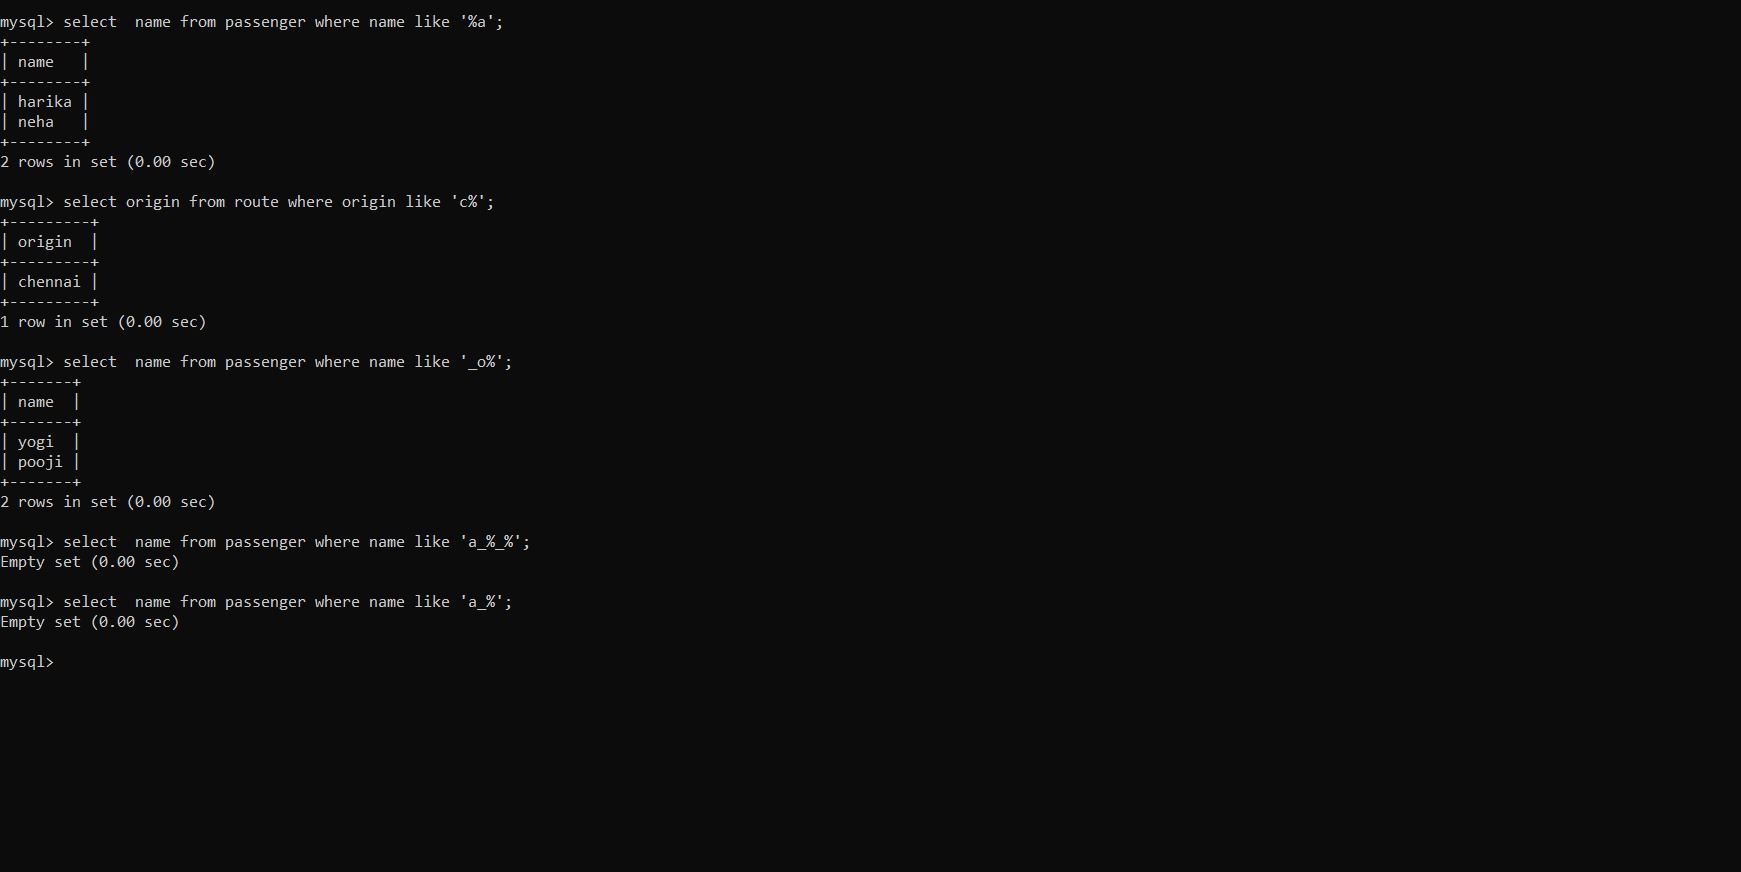 mysql> select  name from passenger where name like '%a';
+--------+
| name   |
+--------+
| harika |
| neha   |
+--------+
2 rows in set (0.00 sec)

mysql> select origin from route where origin like 'c%';
+---------+
| origin  |
+---------+
| chennai |
+---------+
1 row in set (0.00 sec)

mysql> select  name from passenger where name like '_o%';
+-------+
| name  |
+-------+
| yogi  |
| pooji |
+-------+
2 rows in set (0.00 sec)

mysql> select  name from passenger where name like 'a_%_%';
Empty set (0.00 sec)

mysql> select  name from passenger where name like 'a_%';
Empty set (0.00 sec)

mysql>